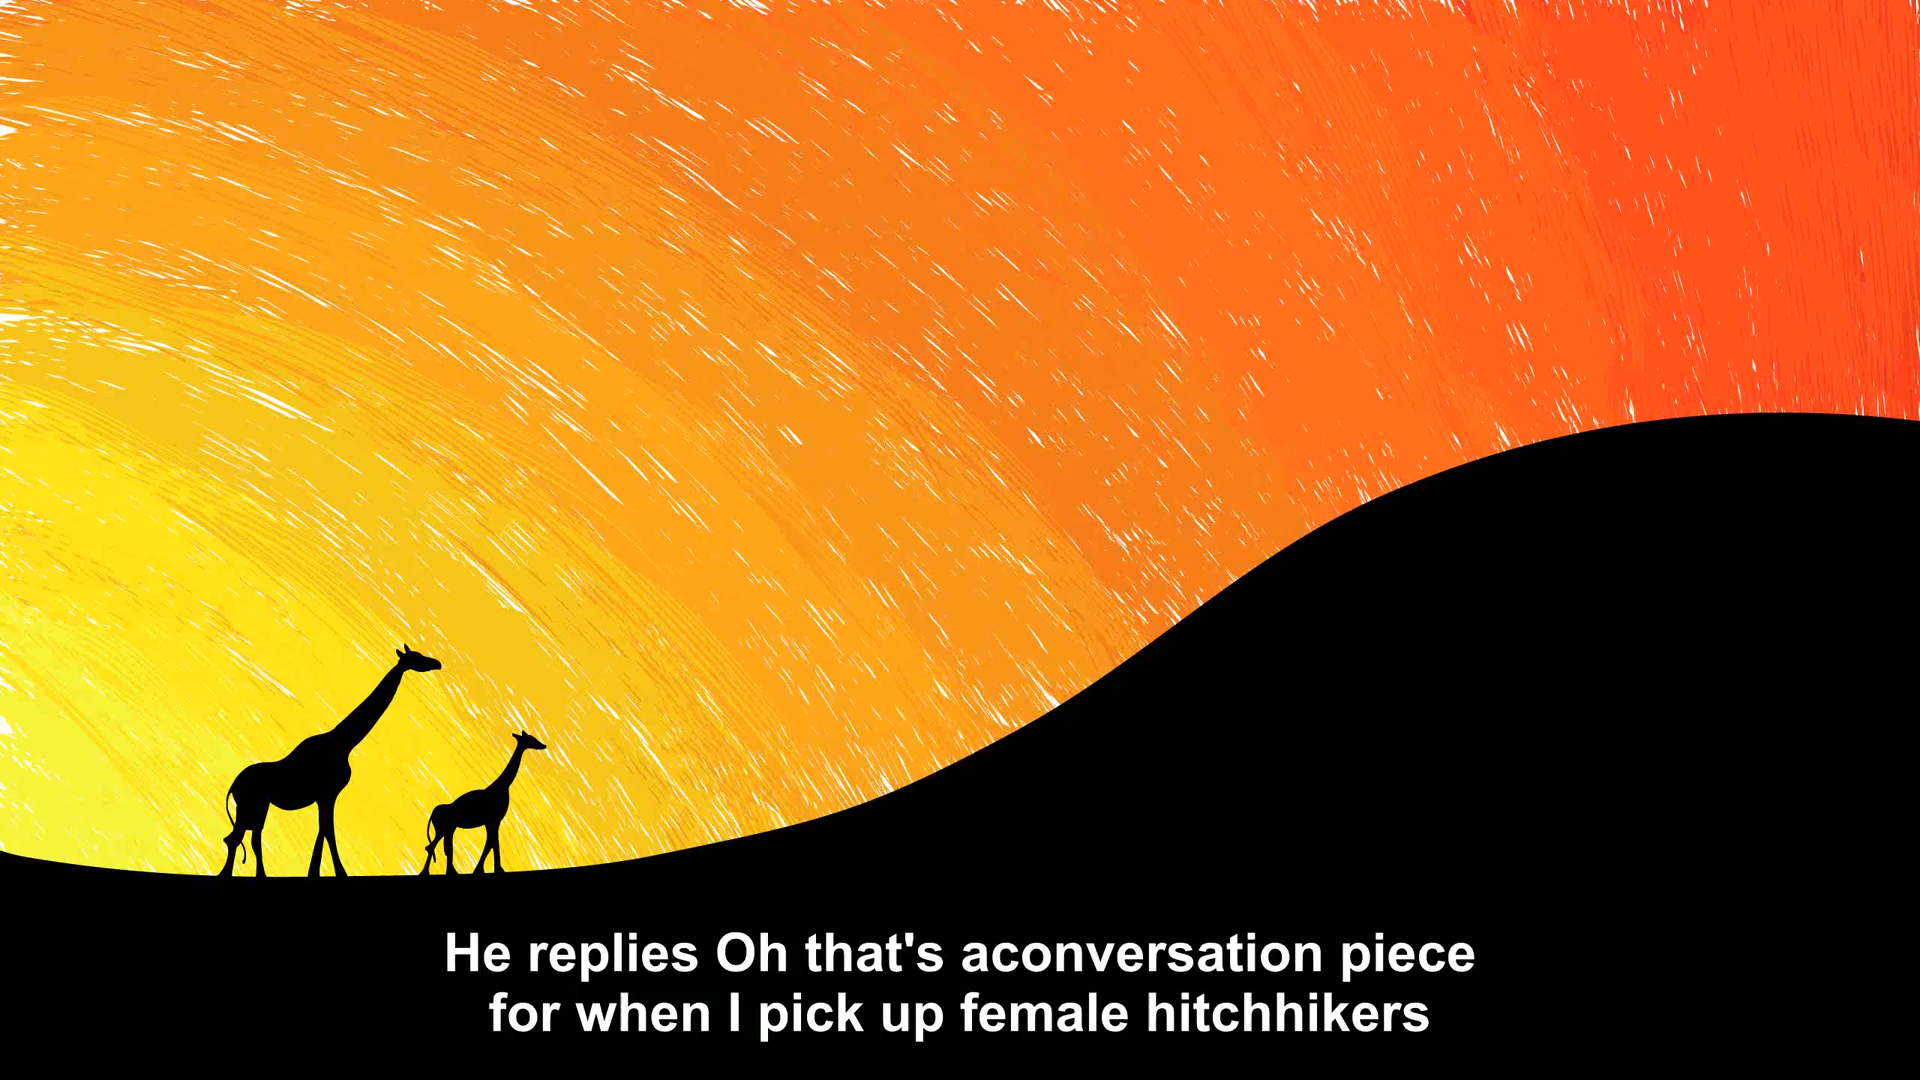 He replies Oh that's aconversation piece
for when I pick up female hitchhikers